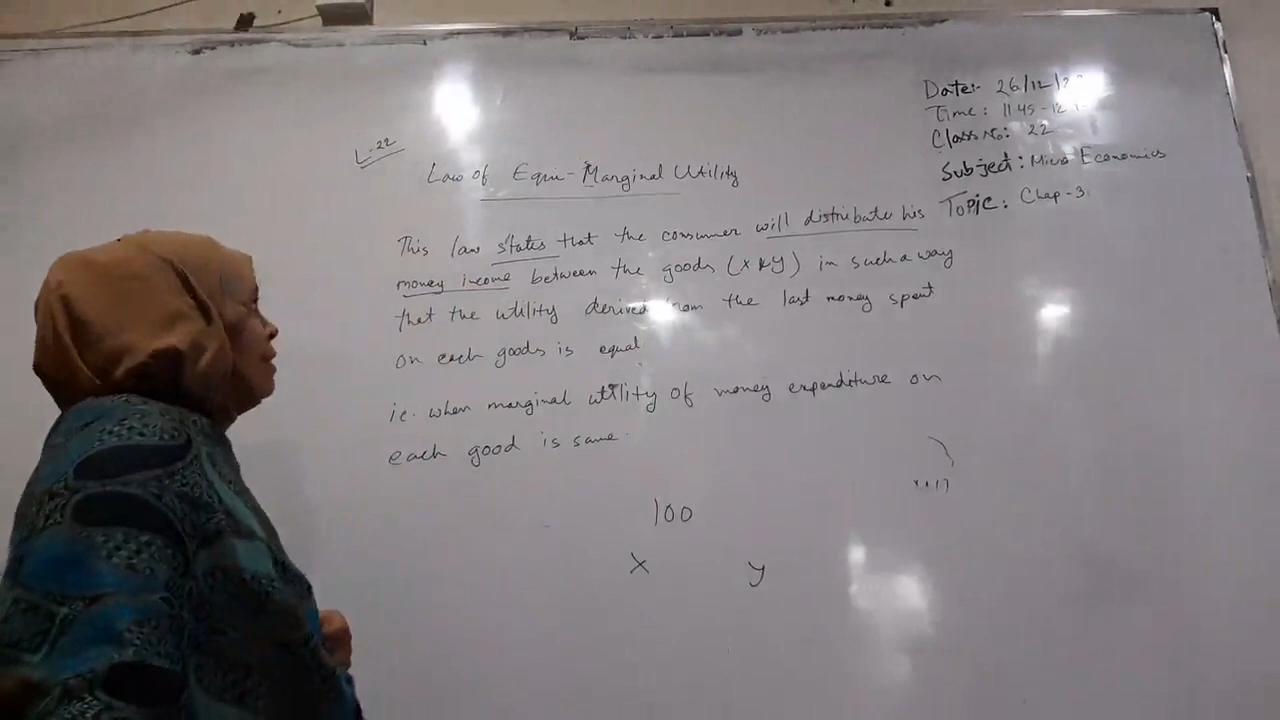 L-22
Law of Equi-Marginal Utility
This law states that the consumer will distribute his
money income between the goods (x & y) in such a way
that the utility derived from the last money spent
on each goods is equal
ie. when marginal utility of money expenditure on
each good is same.
100
x y
Date:- 26/12/
Time: 11:45-12
Class No: 22
Subject: Micro Economics
Topic: Chap-3